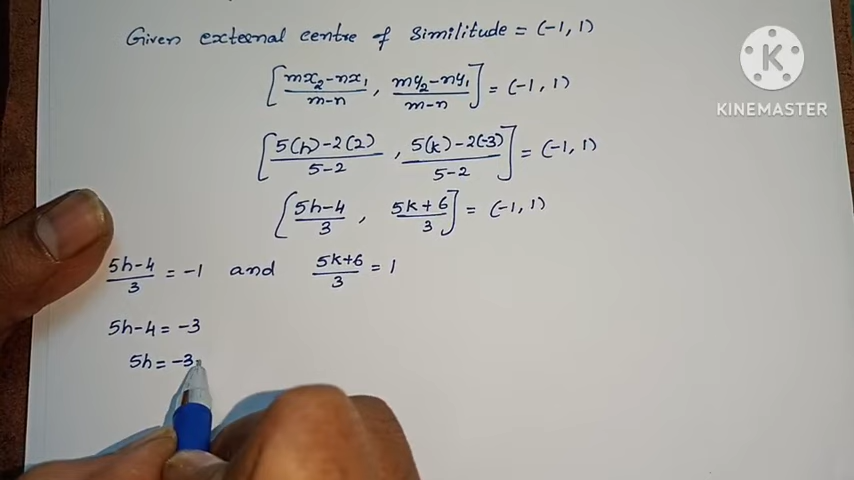 Given external centre of similitude = (-1, 1)
[mx₂-nx₁/m-n, my₂-ny₁/m-n] = (-1, 1)
KINEMASTER
[5(h)-2(2)/5-2, 5(k)-2(-3)/5-2] = (-1, 1)
[5h-4/3, 5k+6/3] = (-1, 1)
5h-4/3 = -1 and 5k+6/3 = 1
5h-4 = -3
5h = -3